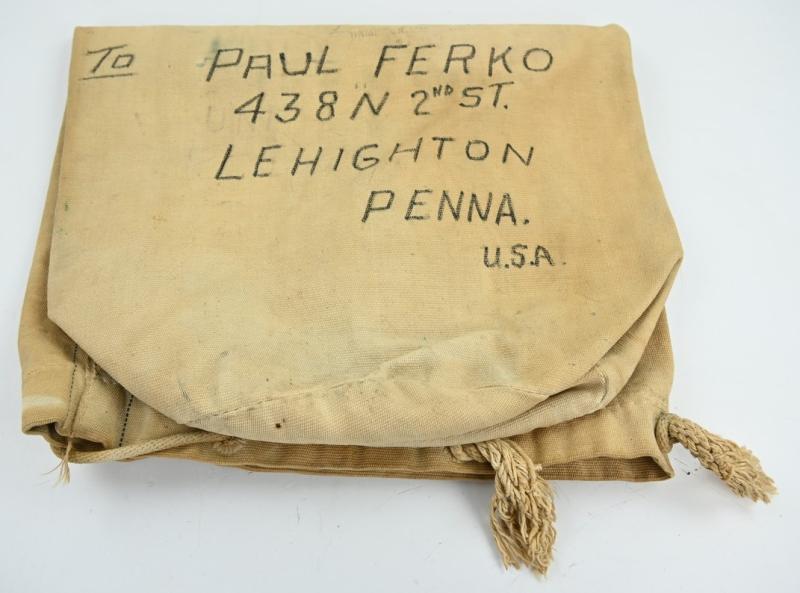 To PAUL FERKO
438 N 2ND ST.
LEHIGHTON
PENNA.
U.S.A.